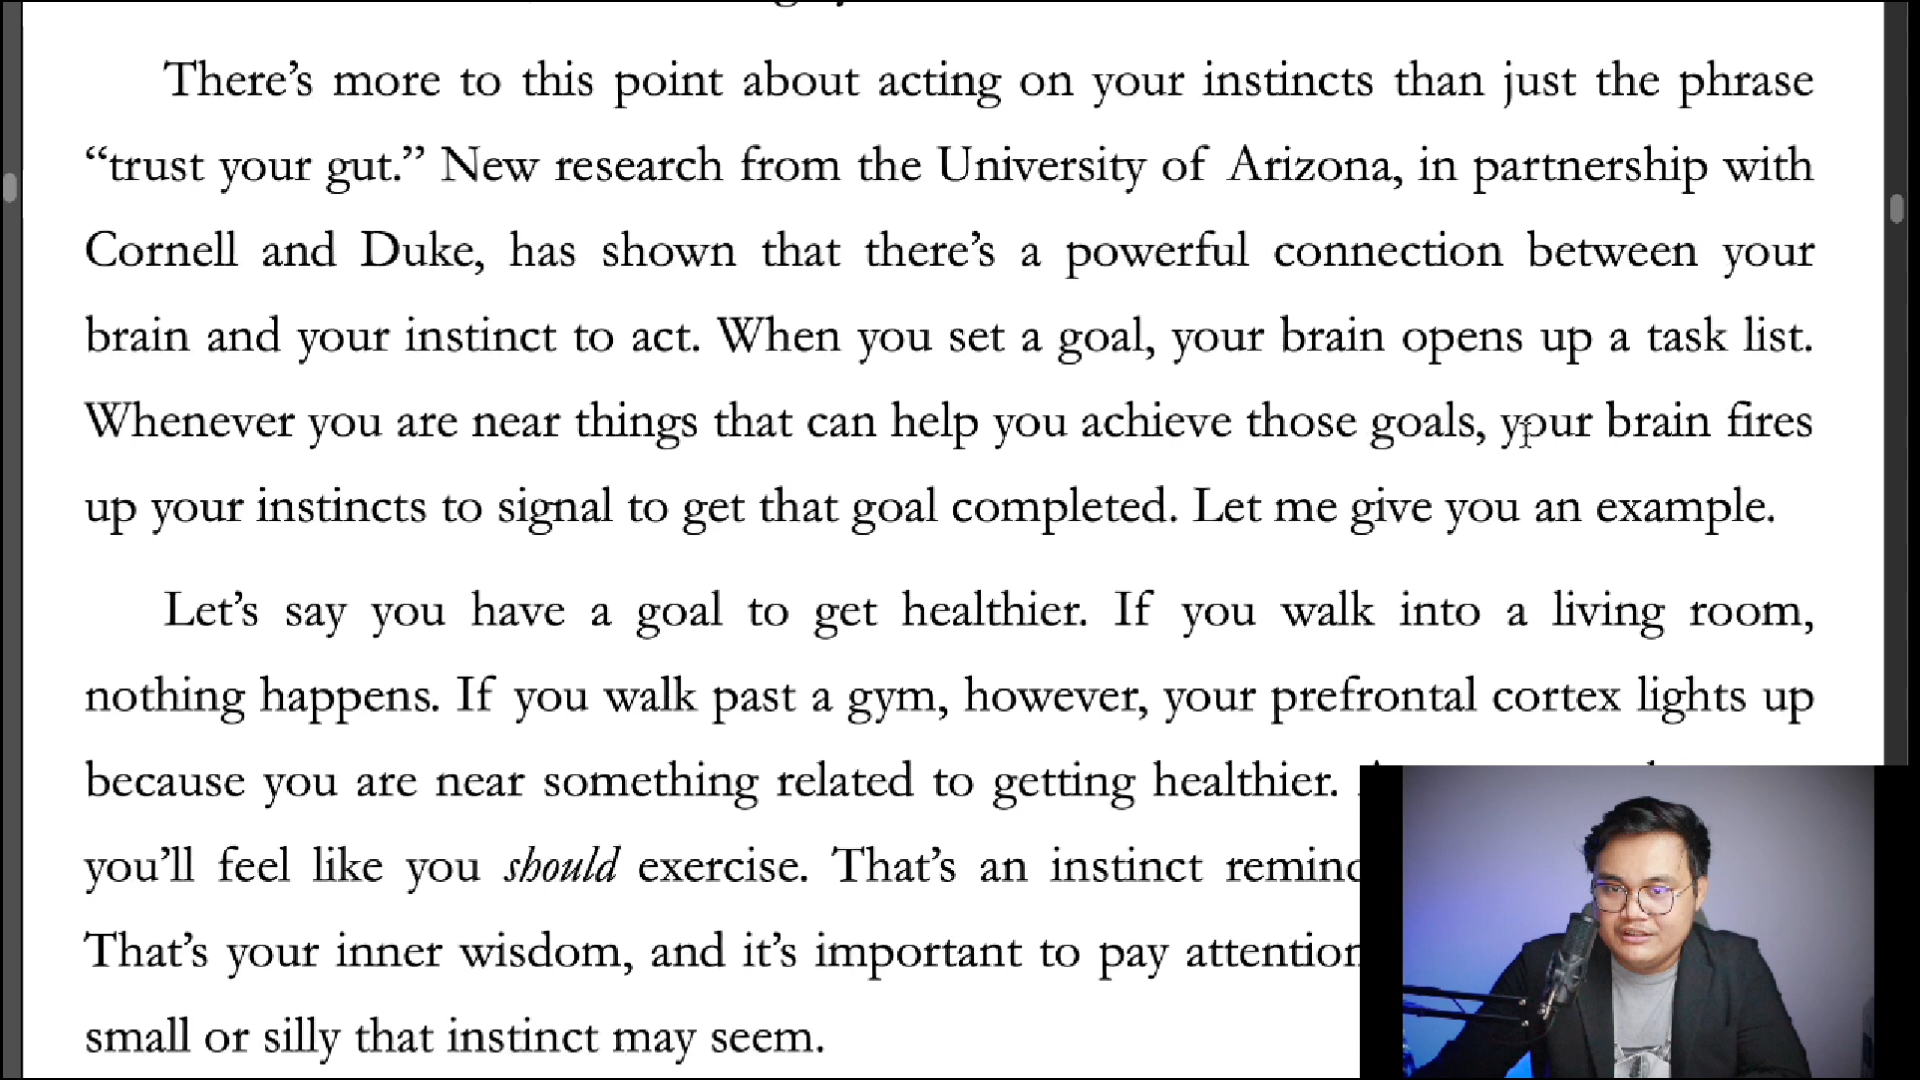 There’s more to this point about acting on your instincts than just the phrase
“trust your gut.” New research from the University of Arizona, in partnership with
Cornell and Duke, has shown that there’s a powerful connection between your
brain and your instinct to act. When you set a goal, your brain opens up a task list.
Whenever you are near things that can help you achieve those goals, your brain fires
up your instincts to signal to get that goal completed. Let me give you an example.
Let’s say you have a goal to get healthier. If you walk into a living room,
nothing happens. If you walk past a gym, however, your prefrontal cortex lights up
because you are near something related to getting healthier.
you’ll feel like you should exercise. That’s an instinct
That’s your inner wisdom, and it’s important to pay
small or silly that instinct may seem.